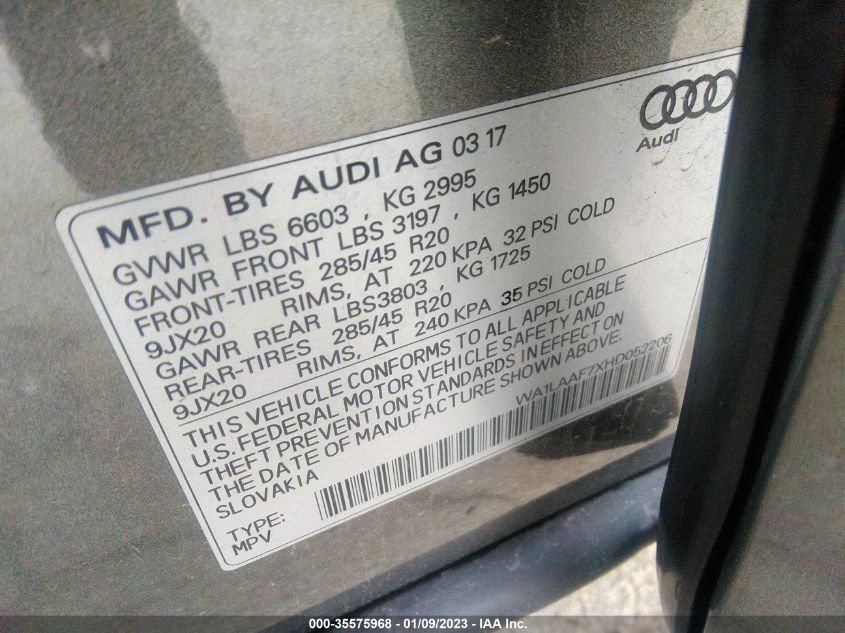 Audi
MFD. BY AUDI AG 03 17
GVWR LBS 6603 , KG 2995
GAWR FRONT LBS 3197 , KG 1450
FRONT-TIRES 285/45 R20
9JX20 RIMS, AT 220 KPA 32 PSI COLD
GAWR REAR LBS3803 , KG 1725
REAR-TIRES 285/45 R20
9JX20 RIMS, AT 240 KPA 35 PSI COLD
THIS VEHICLE CONFORMS TO ALL APPLICABLE
U.S. FEDERAL MOTOR VEHICLE SAFETY AND
THEFT PREVENTION STANDARDS IN EFFECT ON
THE DATE OF MANUFACTURE SHOWN ABOVE.
SLOVAKIA
WA1LAAF7XHD052206
TYPE:
MPV
000-35575968 - 01/09/2023 - IAA Inc.